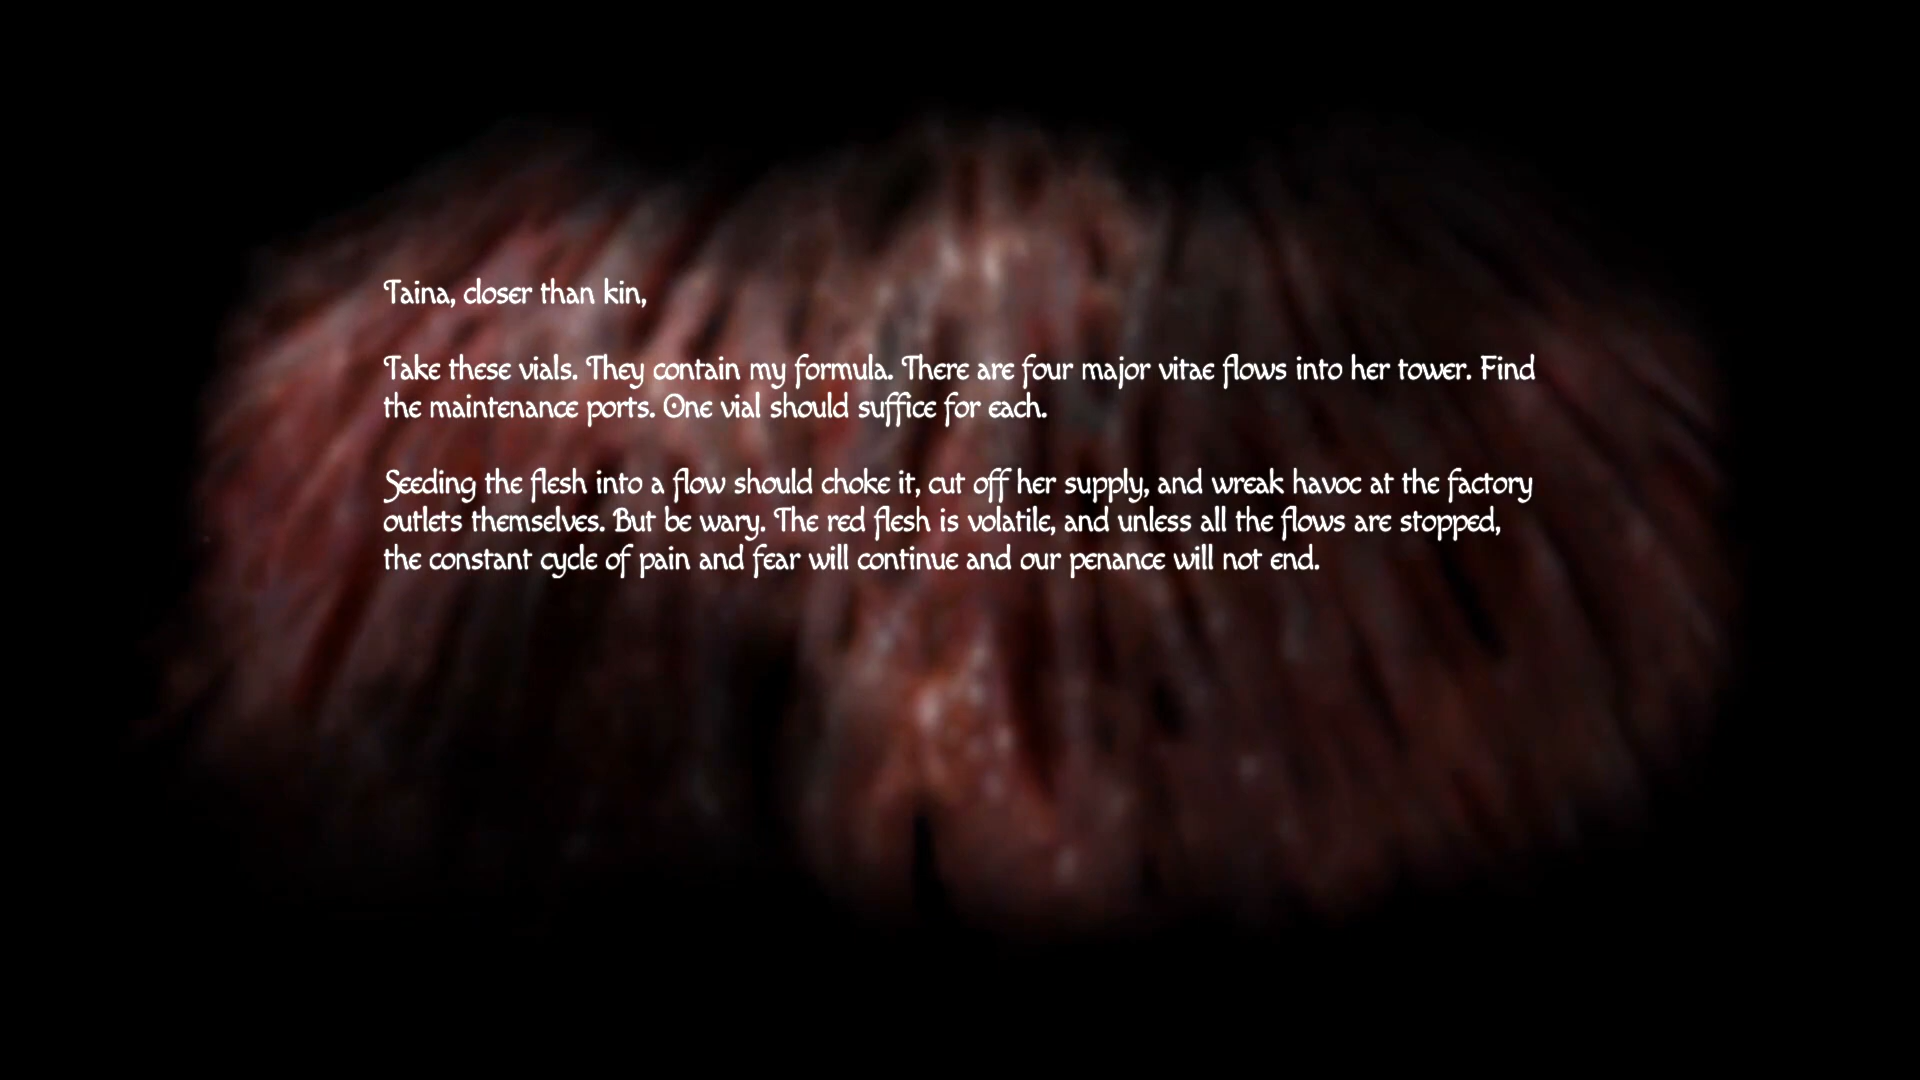 Taina, closer than kin,
Take these vials. They contain my formula. There are four major vitae flows into her tower. Find
the maintenance ports. One vial should suffice for each.
Seeding the flesh into a flow should choke it, cut off her supply, and wreak havoc at the factory
outlets themselves. But be wary. The red flesh is volatile, and unless all the flows are stopped,
the constant cycle of pain and fear will continue and our penance will not end.